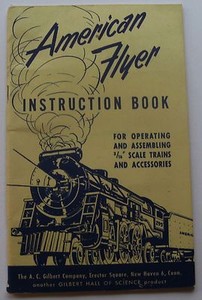 American
Flyer
INSTRUCTION BOOK
FOR OPERATING
AND ASSEMBLING
3/16" SCALE TRAINS
AND ACCESSORIES
The A. C. Gilbert Company, Erector Square, New Haven 6, Conn.
another GILBERT HALL OF SCIENCE product